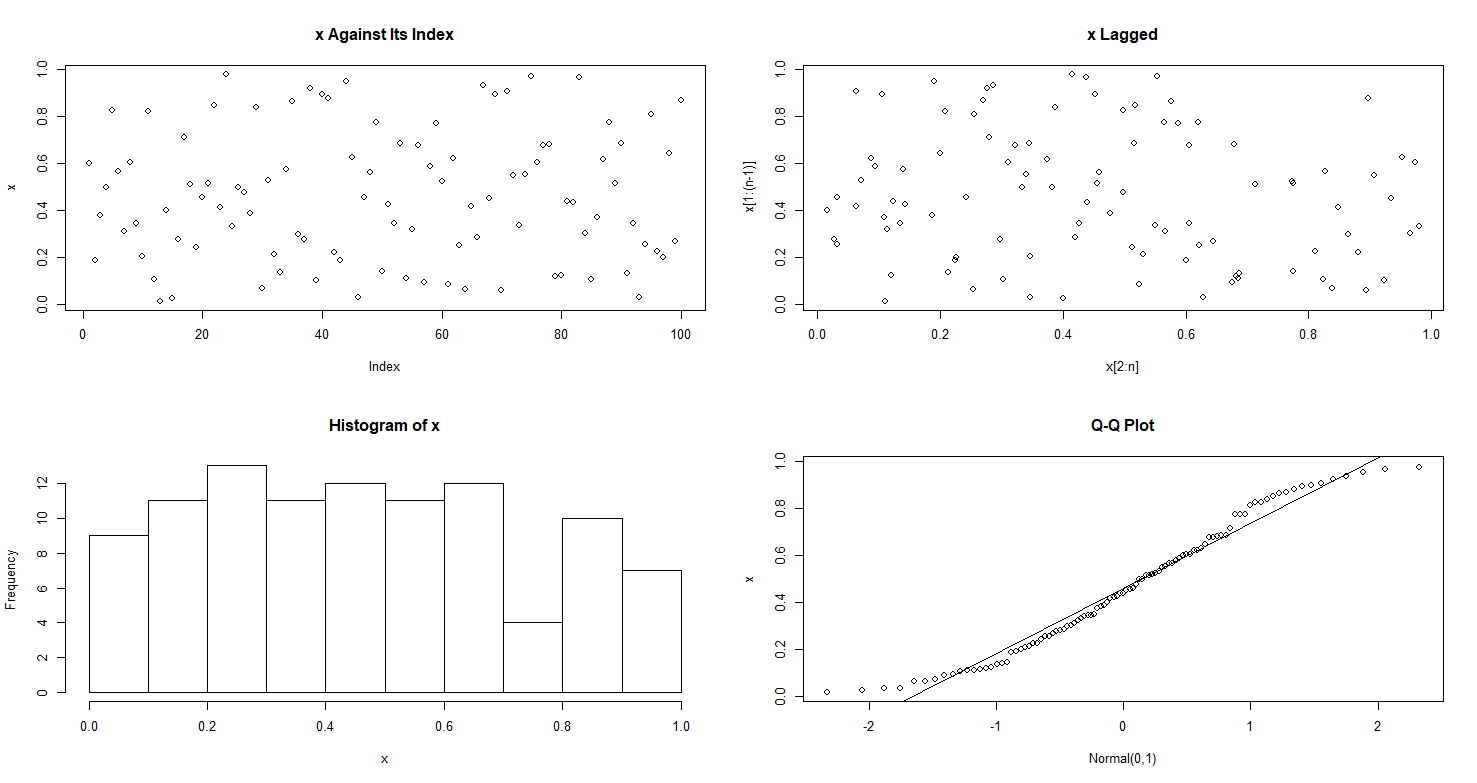 x Against Its Index
x
0.0 0.2 0.4 0.6 0.8 1.0
0 20 40 60 80 100
Index
x Lagged
x[1:(n-1)]
0.0 0.2 0.4 0.6 0.8 1.0
0.0 0.2 0.4 0.6 0.8 1.0
x[2:n]
Histogram of x
Frequency
0 2 4 6 8 10 12
0.0 0.2 0.4 0.6 0.8 1.0
x
Q-Q Plot
x
0.0 0.2 0.4 0.6 0.8 1.0
-2 -1 0 1 2
Normal(0,1)